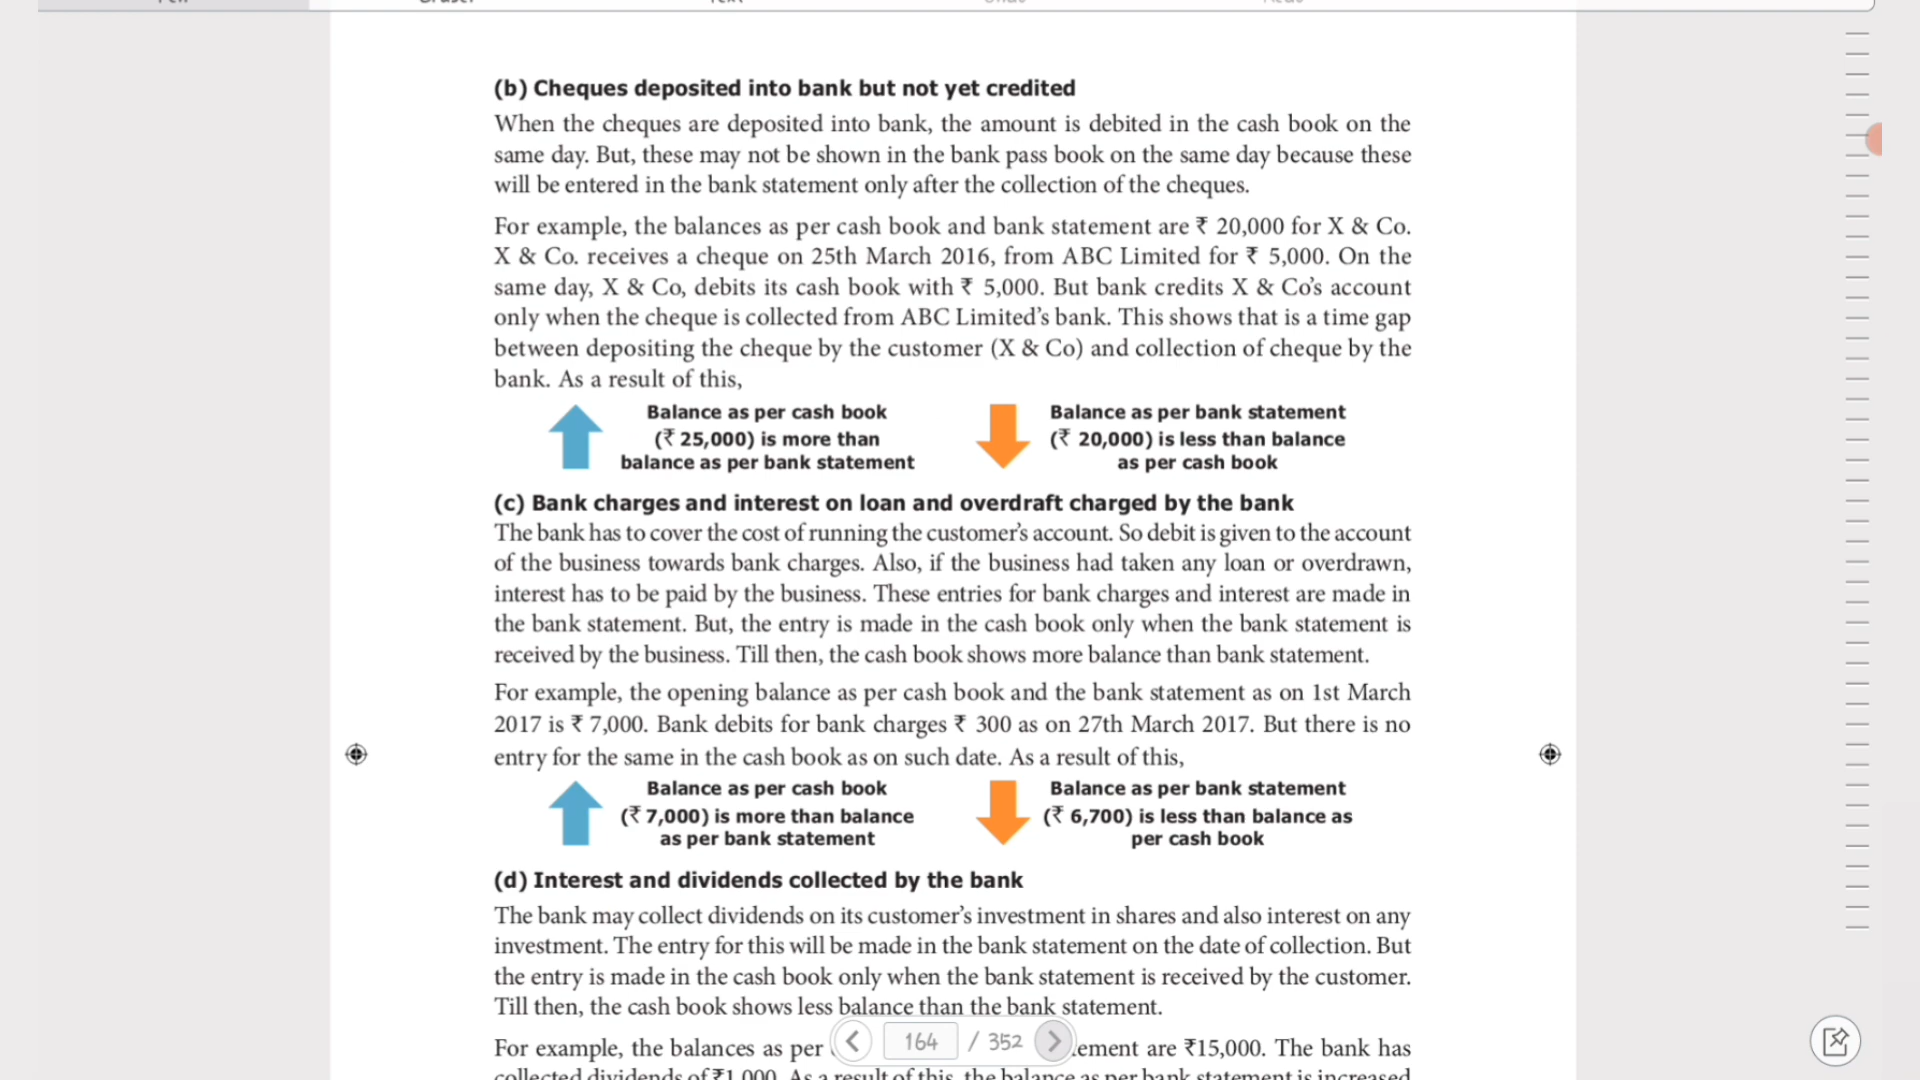 (b) Cheques deposited into bank but not yet credited
When the cheques are deposited into bank, the amount is debited in the cash book on the
same day. But, these may not be shown in the bank pass book on the same day because these
will be entered in the bank statement only after the collection of the cheques.
For example, the balances as per cash book and bank statement are ₹ 20,000 for X & Co.
X & Co. receives a cheque on 25th March 2016, from ABC Limited for ₹ 5,000. On the
same day, X & Co, debits its cash book with ₹ 5,000. But bank credits X & Co's account
only when the cheque is collected from ABC Limited's bank. This shows that is a time gap
between depositing the cheque by the customer (X & Co) and collection of cheque by the
bank. As a result of this,
Balance as per cash book
(₹ 25,000) is more than
balance as per bank statement
Balance as per bank statement
(₹ 20,000) is less than balance
as per cash book
(c) Bank charges and interest on loan and overdraft charged by the bank
The bank has to cover the cost of running the customer's account. So debit is given to the account
of the business towards bank charges. Also, if the business had taken any loan or overdrawn,
interest has to be paid by the business. These entries for bank charges and interest are made in
the bank statement. But, the entry is made in the cash book only when the bank statement is
received by the business. Till then, the cash book shows more balance than bank statement.
For example, the opening balance as per cash book and the bank statement as on 1st March
2017 is ₹ 7,000. Bank debits for bank charges ₹ 300 as on 27th March 2017. But there is no
entry for the same in the cash book as on such date. As a result of this,
Balance as per cash book
(₹ 7,000) is more than balance
as per bank statement
Balance as per bank statement
(₹ 6,700) is less than balance as
per cash book
(d) Interest and dividends collected by the bank
The bank may collect dividends on its customer's investment in shares and also interest on any
investment. The entry for this will be made in the bank statement on the date of collection. But
the entry is made in the cash book only when the bank statement is received by the customer.
Till then, the cash book shows less balance than the bank statement.
For example, the balances as per ement are ₹15,000. The bank has
164 / 352
collected dividends of ₹1,000. As a result of this, the balance as per bank statement is increased